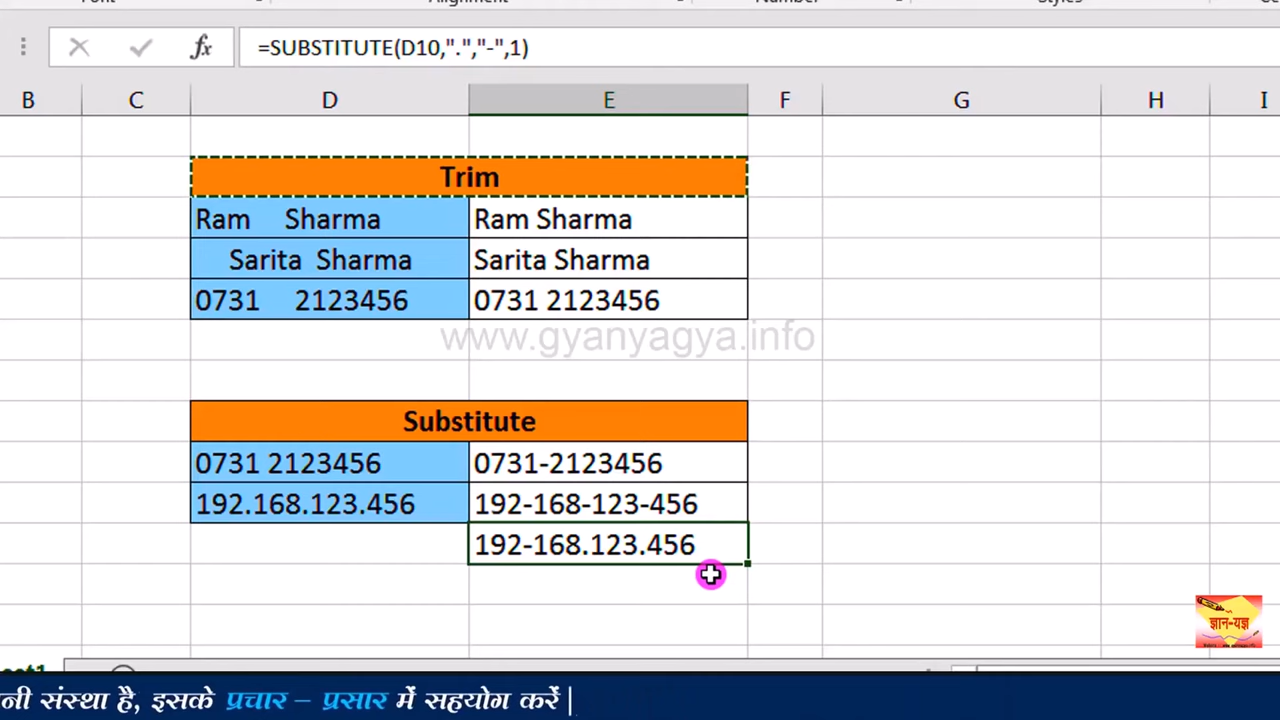 =SUBSTITUTE(D10,".","-",1)
B C D E F G H I
Trim
Ram Sharma Ram Sharma
Sarita Sharma Sarita Sharma
0731 2123456 0731 2123456
www.gyanyagya.info
Substitute
0731 2123456 0731-2123456
192.168.123.456 192-168-123-456
192-168.123.456
ज्ञान-यज्ञ
नी संस्था है, इसके प्रचार – प्रसार में सहयोग करें |